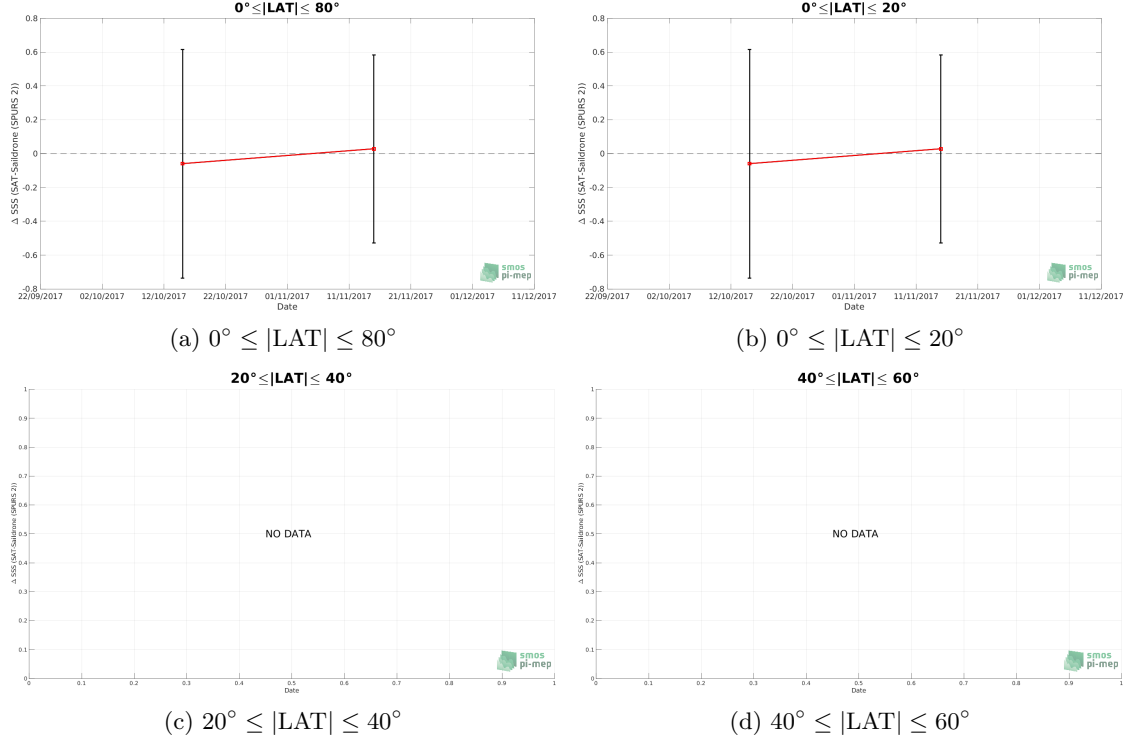 0°≤|LAT|≤ 80°
Δ SSS (SAT-Saildrone (SPURS 2))
0.8
0.6
0.4
0.2
0
-0.2
-0.4
-0.6
-0.8
smos
pi-mep
22/09/2017 02/10/2017 12/10/2017 22/10/2017 01/11/2017 11/11/2017 21/11/2017 01/12/2017 11/12/2017
Date
(a) 0° ≤ |LAT| ≤ 80°
0°≤|LAT|≤ 20°
Δ SSS (SAT-Saildrone (SPURS 2))
0.8
0.6
0.4
0.2
0
-0.2
-0.4
-0.6
-0.8
smos
pi-mep
22/09/2017 02/10/2017 12/10/2017 22/10/2017 01/11/2017 11/11/2017 21/11/2017 01/12/2017 11/12/2017
Date
(b) 0° ≤ |LAT| ≤ 20°
20°≤|LAT|≤ 40°
Δ SSS (SAT-Saildrone (SPURS 2))
1
0.9
0.8
0.7
0.6
0.5
0.4
0.3
0.2
0.1
0
NO DATA
smos
pi-mep
0 0.1 0.2 0.3 0.4 0.5 0.6 0.7 0.8 0.9 1
Date
(c) 20° ≤ |LAT| ≤ 40°
40°≤|LAT|≤ 60°
Δ SSS (SAT-Saildrone (SPURS 2))
1
0.9
0.8
0.7
0.6
0.5
0.4
0.3
0.2
0.1
0
NO DATA
smos
pi-mep
0 0.1 0.2 0.3 0.4 0.5 0.6 0.7 0.8 0.9 1
Date
(d) 40° ≤ |LAT| ≤ 60°